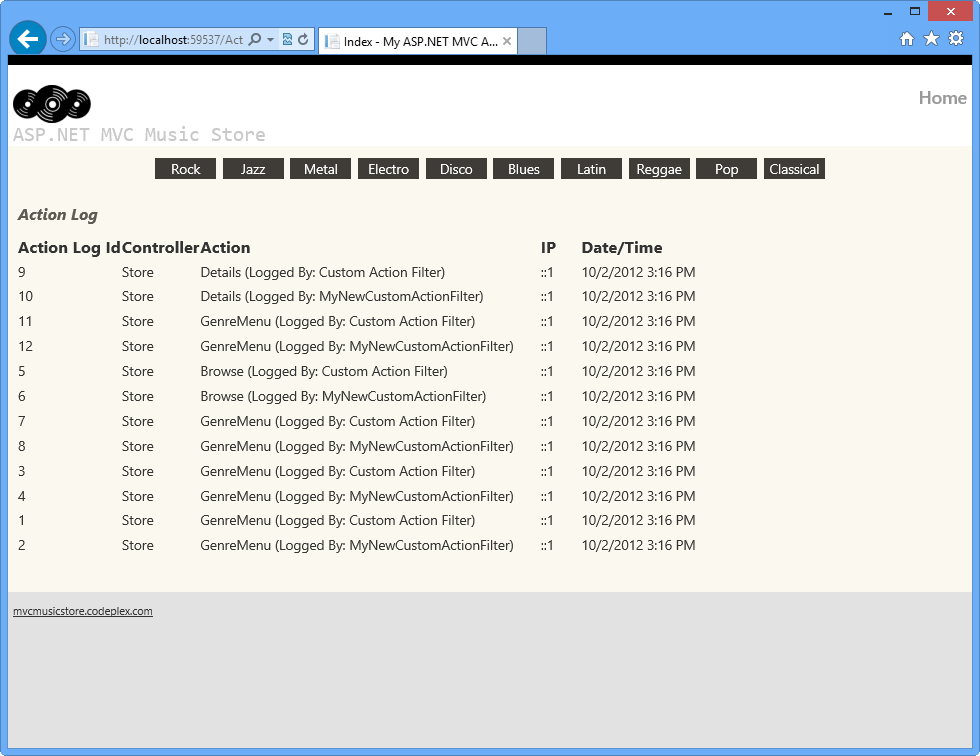 http://localhost:59537/Act
Index - My ASP.NET MVC A...
Home
ASP.NET MVC Music Store
Rock Jazz Metal Electro Disco Blues Latin Reggae Pop Classical
Action Log
Action Log Id Controller Action IP Date/Time
9 Store Details (Logged By: Custom Action Filter) ::1 10/2/2012 3:16 PM
10 Store Details (Logged By: MyNewCustomActionFilter) ::1 10/2/2012 3:16 PM
11 Store GenreMenu (Logged By: Custom Action Filter) ::1 10/2/2012 3:16 PM
12 Store GenreMenu (Logged By: MyNewCustomActionFilter) ::1 10/2/2012 3:16 PM
5 Store Browse (Logged By: Custom Action Filter) ::1 10/2/2012 3:16 PM
6 Store Browse (Logged By: MyNewCustomActionFilter) ::1 10/2/2012 3:16 PM
7 Store GenreMenu (Logged By: Custom Action Filter) ::1 10/2/2012 3:16 PM
8 Store GenreMenu (Logged By: MyNewCustomActionFilter) ::1 10/2/2012 3:16 PM
3 Store GenreMenu (Logged By: Custom Action Filter) ::1 10/2/2012 3:16 PM
4 Store GenreMenu (Logged By: MyNewCustomActionFilter) ::1 10/2/2012 3:16 PM
1 Store GenreMenu (Logged By: Custom Action Filter) ::1 10/2/2012 3:16 PM
2 Store GenreMenu (Logged By: MyNewCustomActionFilter) ::1 10/2/2012 3:16 PM
mvcmusicstore.codeplex.com